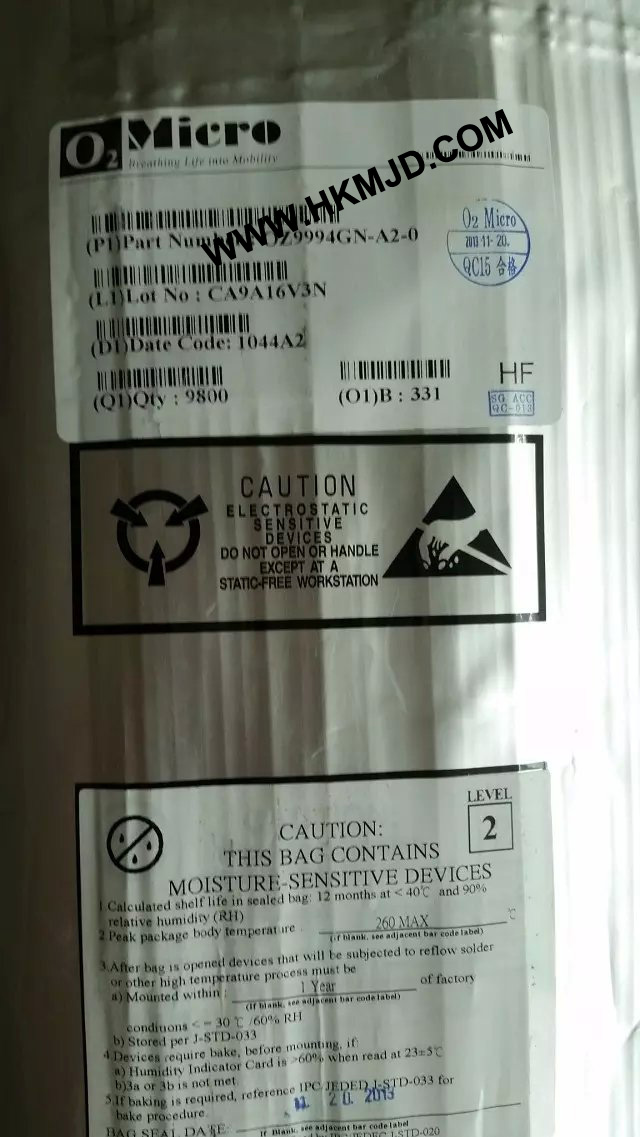 O2 Micro
Breathing Life into Mobility
WWW.HKMJD.COM
(P1)Part Num Z9994GN-A2-0
O2 Micro
2013 11- 20.
QC15 合格
(L1)Lot No : CA9A16V3N
(D1)Date Code: 1044A2
(Q1)Qty : 9800
(O1)B : 331
HF
SG ACC
QC-013
CAUTION
ELECTROSTATIC
SENSITIVE
DEVICES
DO NOT OPEN OR HANDLE
EXCEPT AT A
STATIC-FREE WORKSTATION
LEVEL
2
CAUTION:
THIS BAG CONTAINS
MOISTURE-SENSITIVE DEVICES
1.Calculated shelf life in sealed bag: 12 months at < 40℃ and 90%
relative humidity (RH)
2.Peak package body temperature : 260 MAX ℃
(if blank, see adjacent bar code label)
3.After bag is opened devices that will be subjected to reflow solder
or other high temperature process must be
a) Mounted within : 1 Year of factory
(If blank, see adjacent bar code label)
conditions < = 30 ℃ /60% RH
b) Stored per J-STD-033
4.Devices require bake, before mounting, if:
a) Humidity Indicator Card is >60% when read at 23±5℃
b)3a or 3b is not met.
5.If baking is required, reference IPC/JEDED J-STD-033 for
bake procedure.
11. 20. 2013
BAG SEAL DATE:
If Blank, see adjacent bar code label
JEDEC J-STD-020